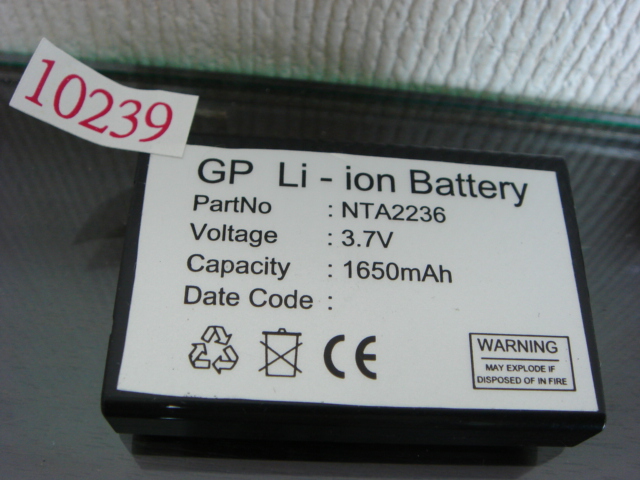 10239
GP Li - ion Battery
PartNo : NTA2236
Voltage : 3.7V
Capacity : 1650mAh
Date Code :
CE
WARNING
MAY EXPLODE IF
DISPOSED OF IN FIRE